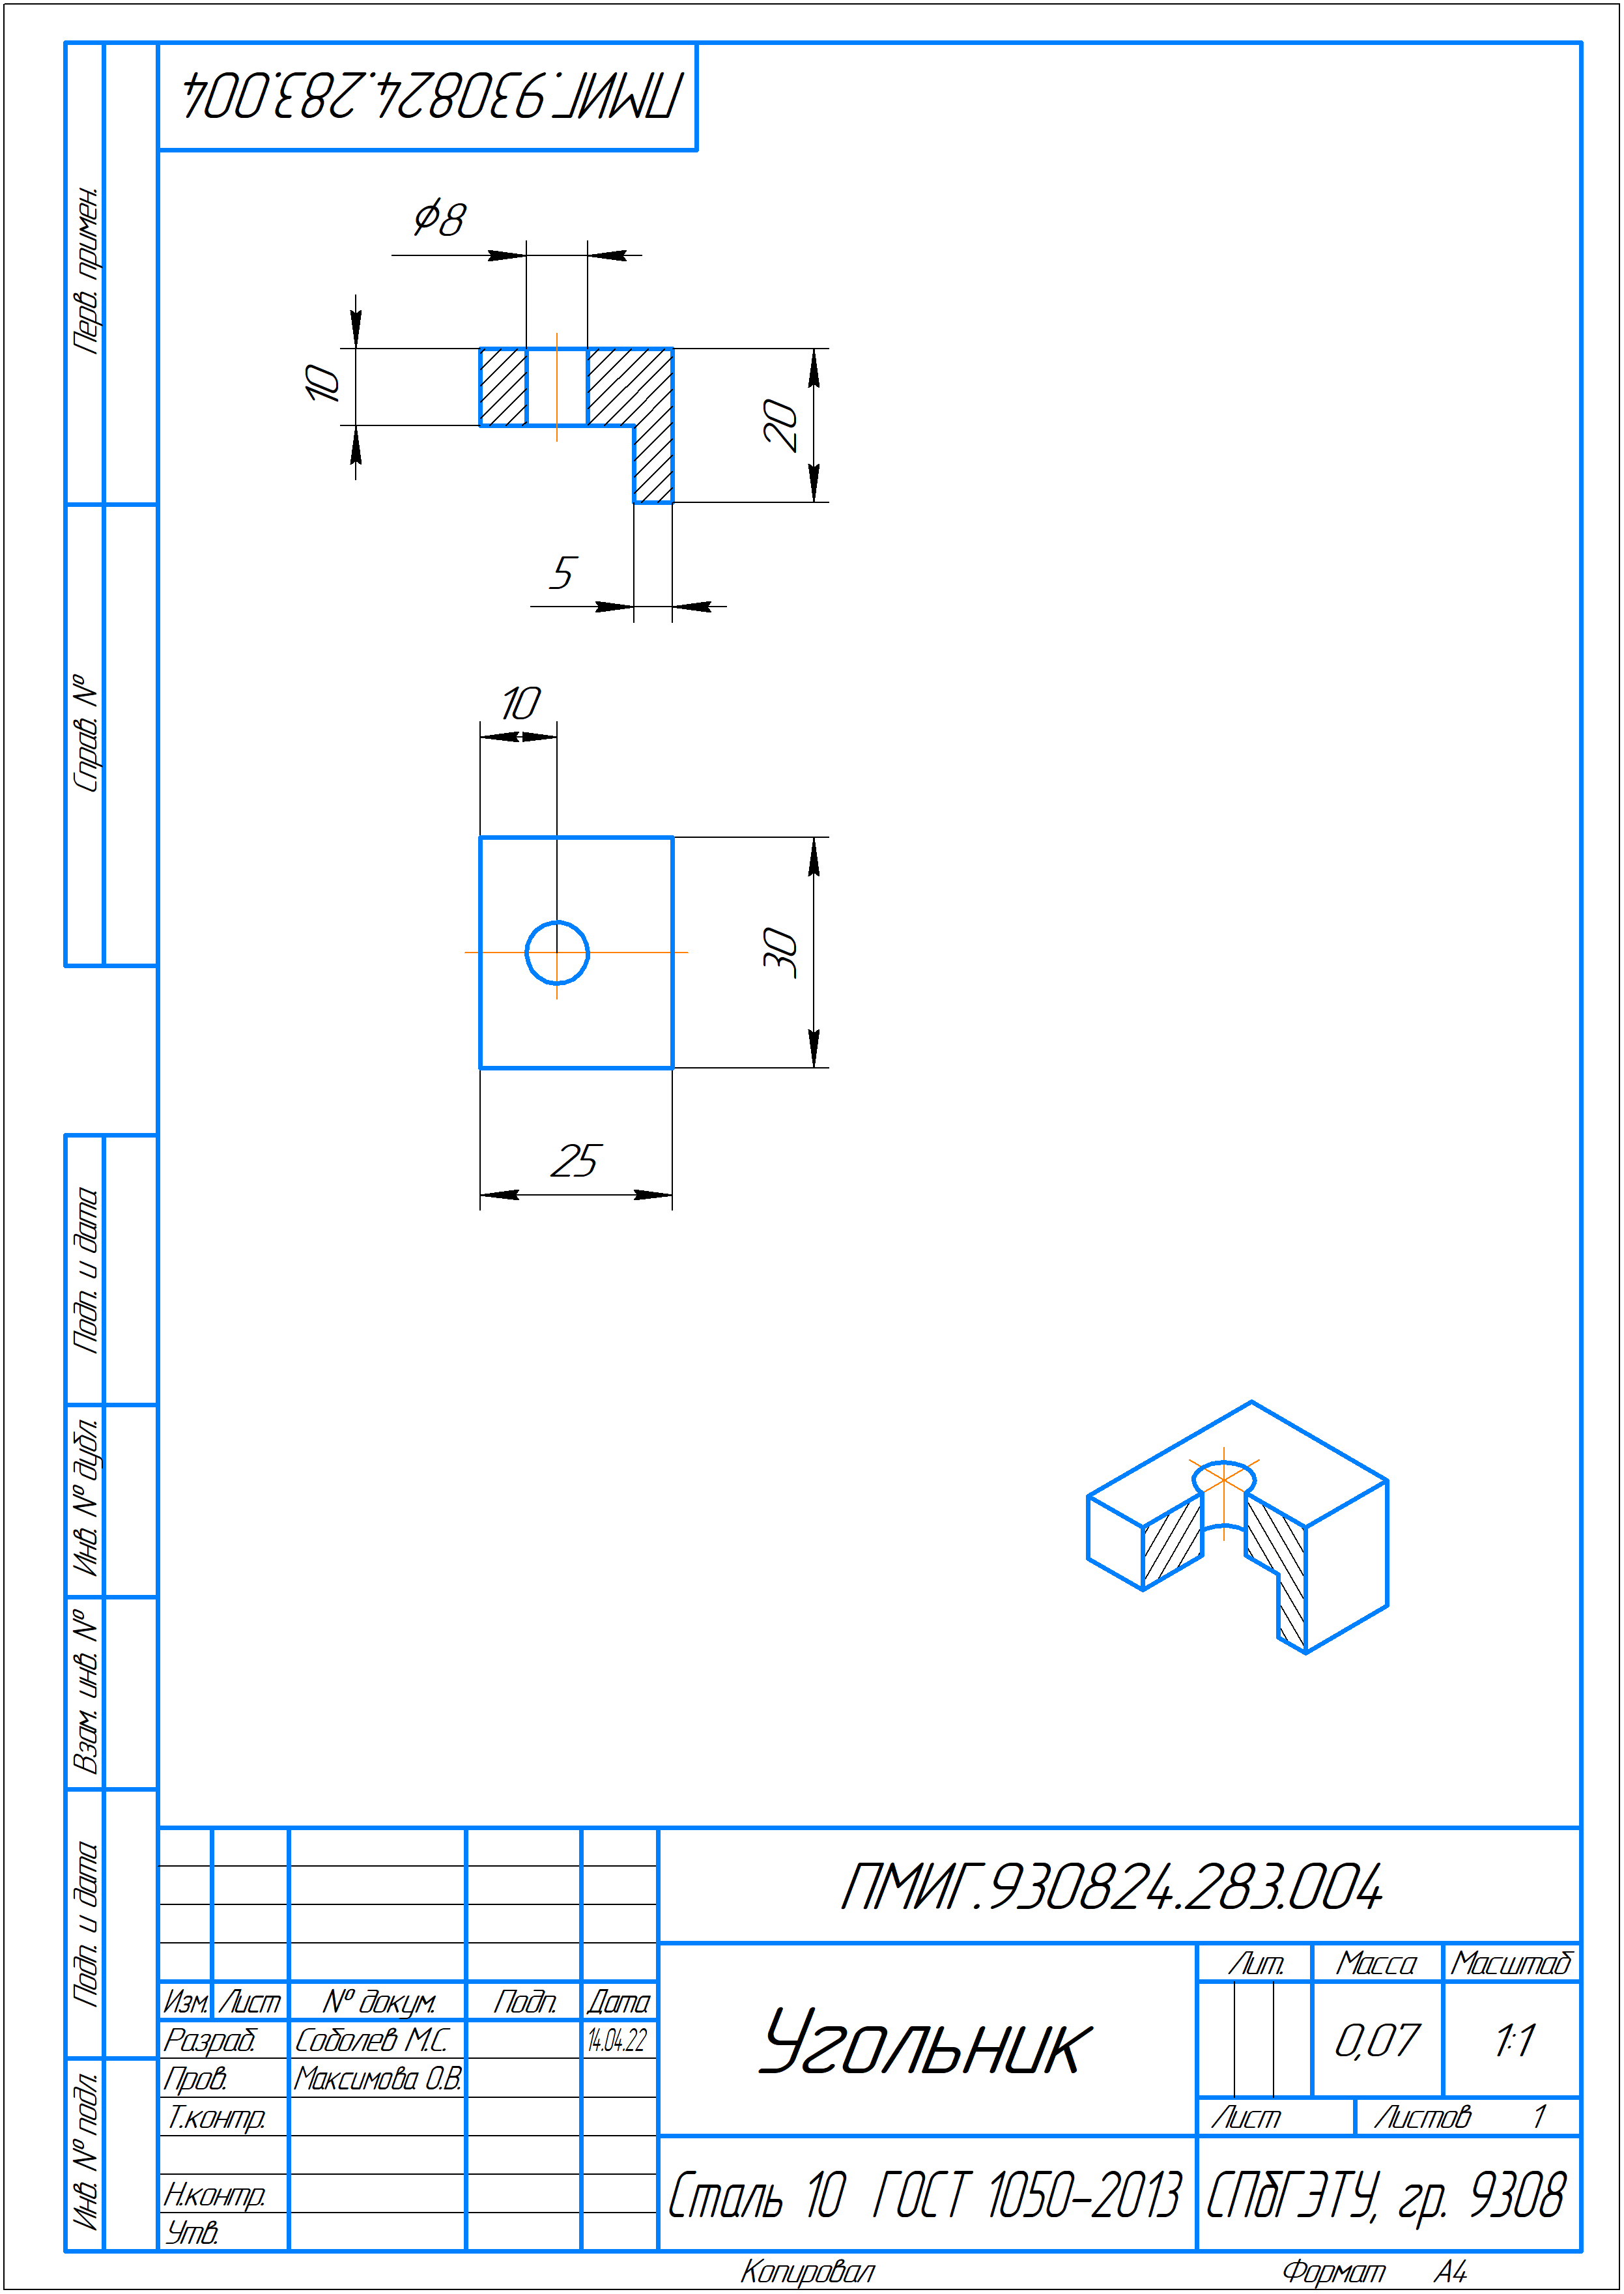 ПМИГ.930824.283.004
Перв. примен.
Справ. №
Подп. и дата
Инв. № дубл.
Взам. инв. №
Подп. и дата
Инв. № подл.
⌀8
10
20
5
10
30
25
ПМИГ.930824.283.004
Лит. Масса Масштаб
Изм. Лист № докум. Подп. Дата
Разраб. Соболев М.С. 14.04.22
Угольник
0,07 1:1
Пров. Максимова О.В.
Т.контр.
Лист Листов 1
Н.контр.
Утв.
Сталь 10 ГОСТ 1050-2013
СПбГЭТУ, гр. 9308
Копировал Формат А4